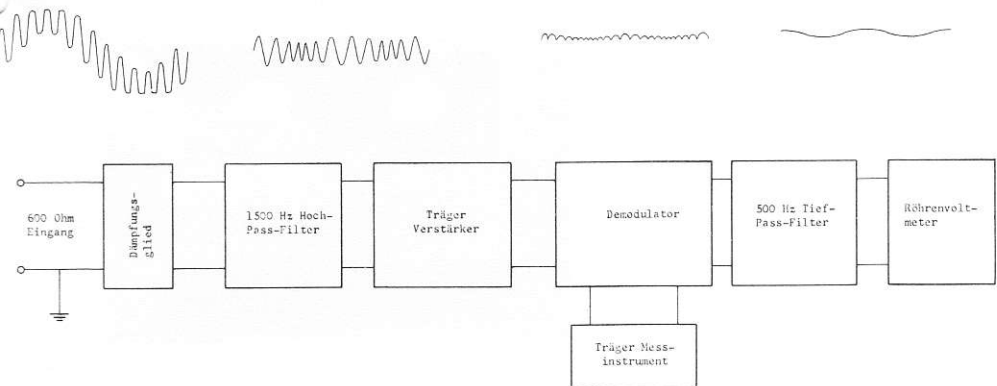 600 Ohm
Eingang
Dämpfungs-
glied
1500 Hz Hoch-
Pass-Filter
Träger
Verstärker
Demodulator
500 Hz Tief-
Pass-Filter
Röhrenvolt-
meter
Träger Mess-
instrument